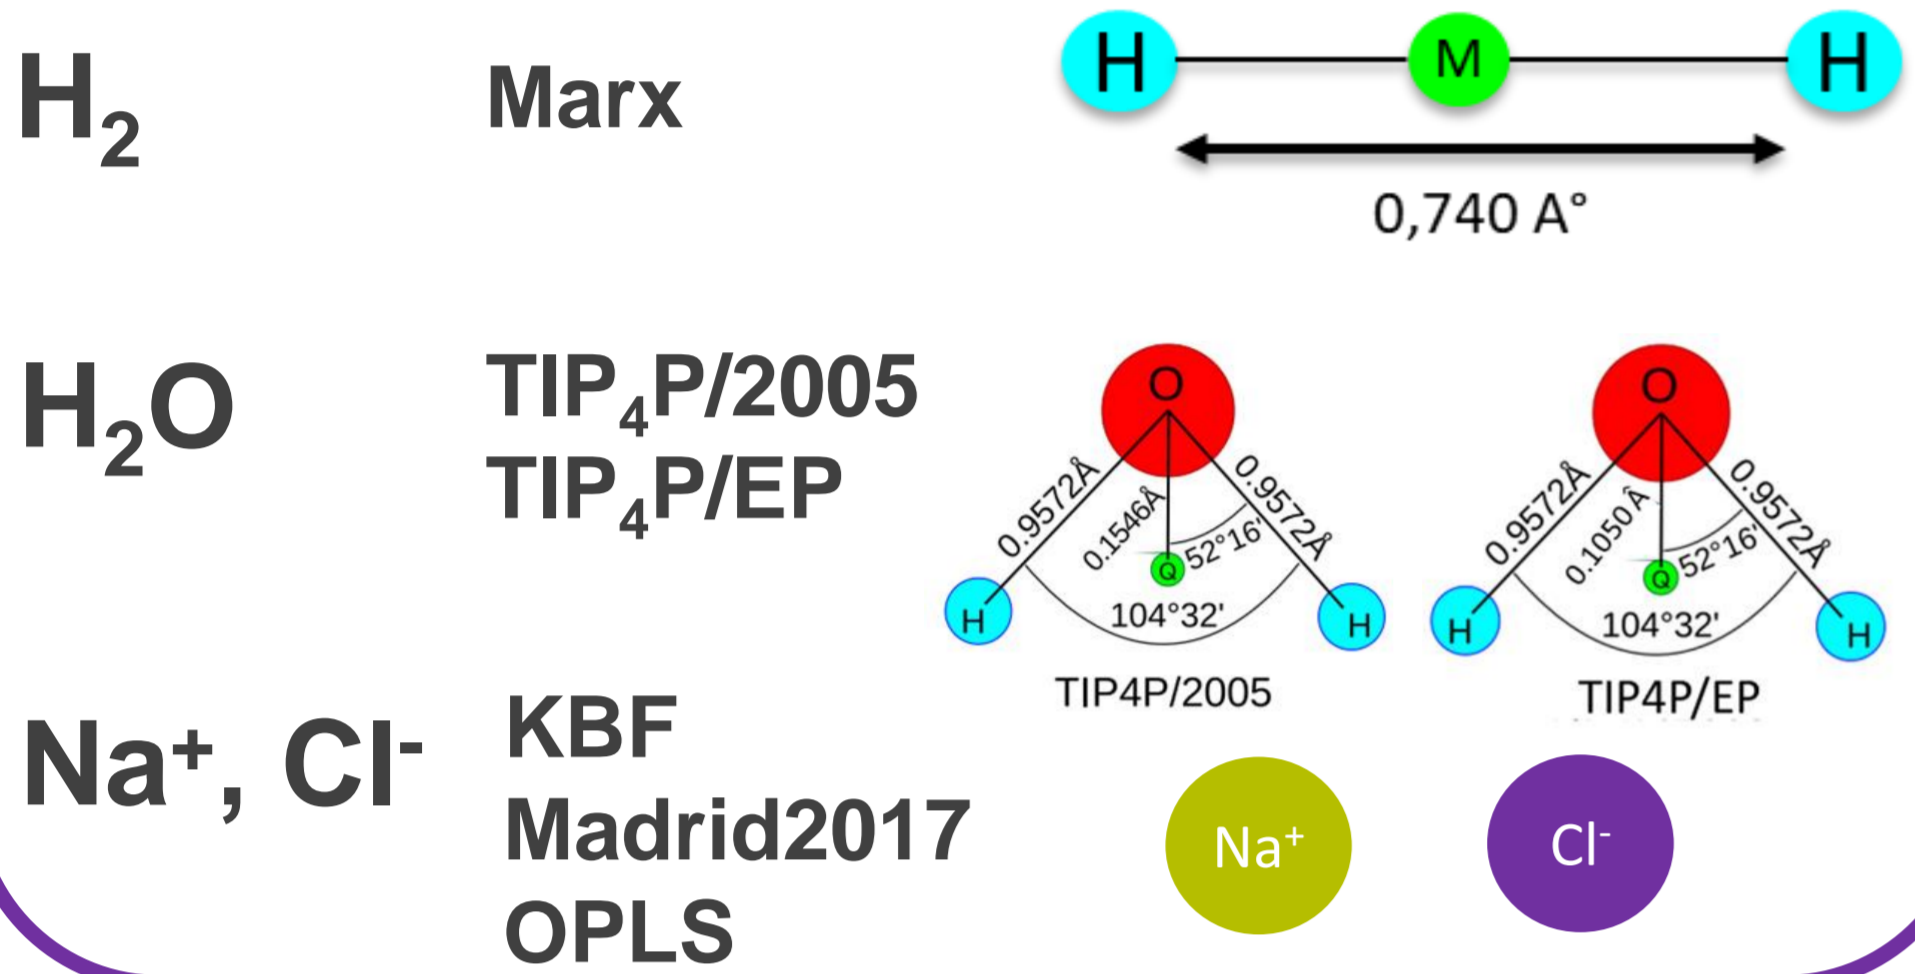 H₂
Marx
H M H
0,740 A°
H₂O
TIP₄P/2005
TIP₄P/EP
O
0.9572Å
0.1546Å
0.9572Å
Q
52°16'
104°32'
H
H
TIP4P/2005
O
0.9572Å
0.1050 Å
0.9572Å
Q
52°16'
104°32'
H
H
TIP4P/EP
Na⁺, Cl⁻
KBF
Madrid2017
OPLS
Na⁺
Cl⁻